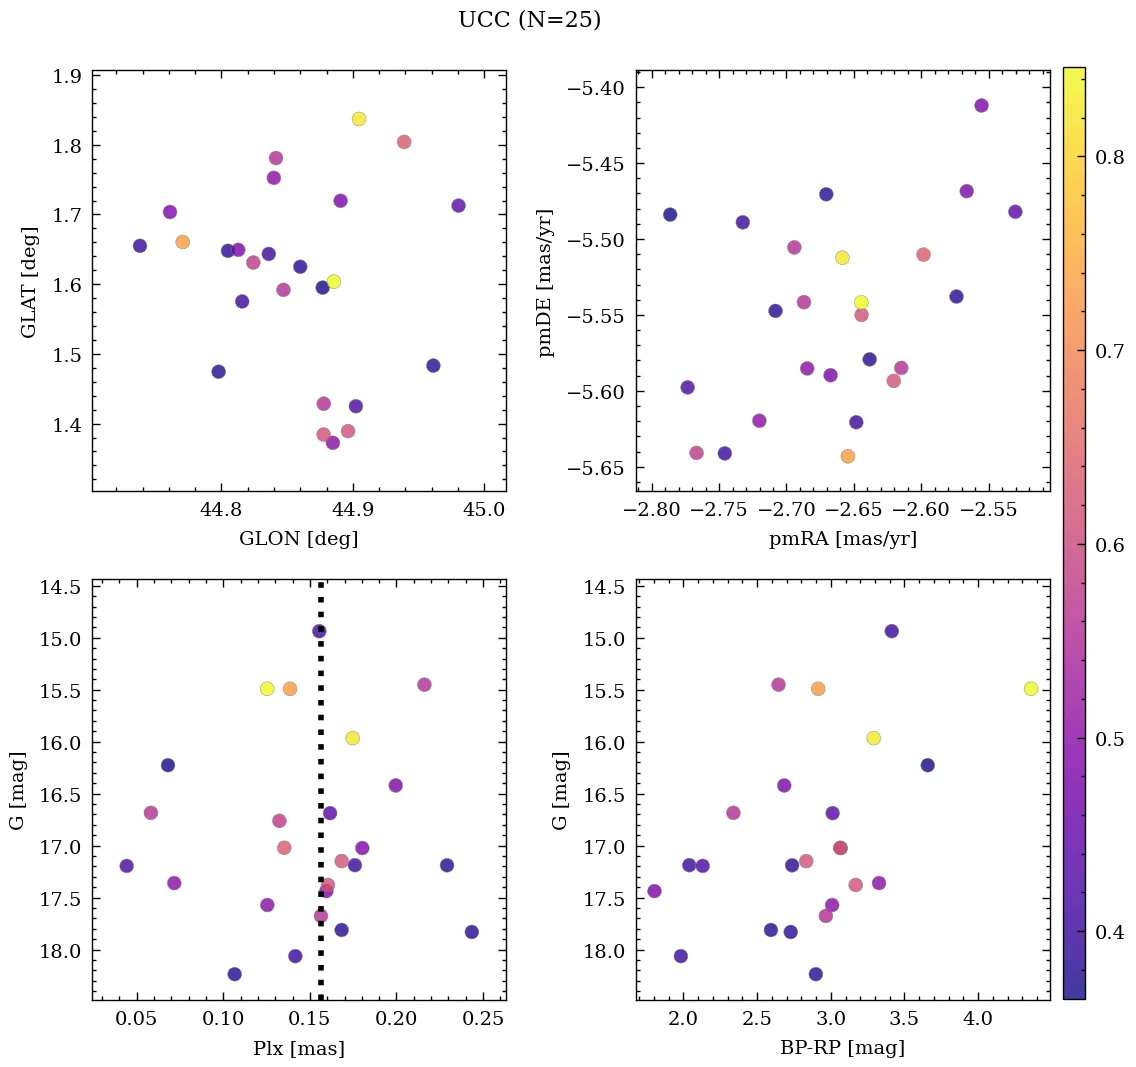 UCC (N=25)
1.9
1.8
1.7
1.6
1.5
1.4
GLAT [deg]
44.8 44.9 45.0
GLON [deg]
−5.40
−5.45
−5.50
−5.55
−5.60
−5.65
pmDE [mas/yr]
−2.80 −2.75 −2.70 −2.65 −2.60 −2.55
pmRA [mas/yr]
14.5
15.0
15.5
16.0
16.5
17.0
17.5
18.0
G [mag]
0.05 0.10 0.15 0.20 0.25
Plx [mas]
14.5
15.0
15.5
16.0
16.5
17.0
17.5
18.0
G [mag]
2.0 2.5 3.0 3.5 4.0
BP-RP [mag]
0.8
0.7
0.6
0.5
0.4